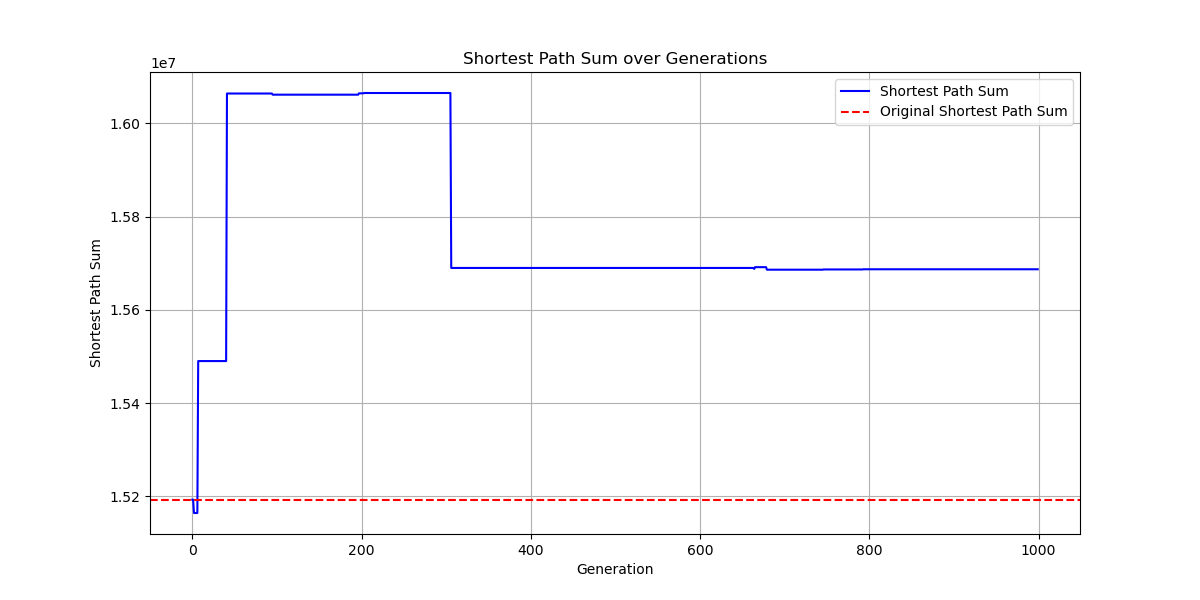 Shortest Path Sum over Generations
1e7
Shortest Path Sum
Original Shortest Path Sum
1.60
1.58
1.56
1.54
1.52
Shortest Path Sum
0 200 400 600 800 1000
Generation